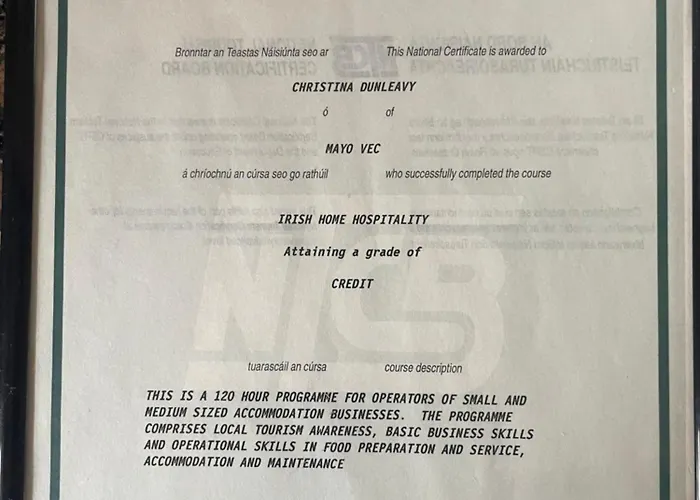 Bronntar an Teastas Náisiúnta seo ar This National Certificate is awarded to
CHRISTINA DUNLEAVY
ó of
MAYO VEC
á chríochnú an cúrsa seo go rathúil who successfully completed the course
IRISH HOME HOSPITALITY
Attaining a grade of
CREDIT
tuarascáil an cúrsa course description
THIS IS A 120 HOUR PROGRAMME FOR OPERATORS OF SMALL AND
MEDIUM SIZED ACCOMMODATION BUSINESSES. THE PROGRAMME
COMPRISES LOCAL TOURISM AWARENESS, BASIC BUSINESS SKILLS
AND OPERATIONAL SKILLS IN FOOD PREPARATION AND SERVICE,
ACCOMMODATION AND MAINTENANCE